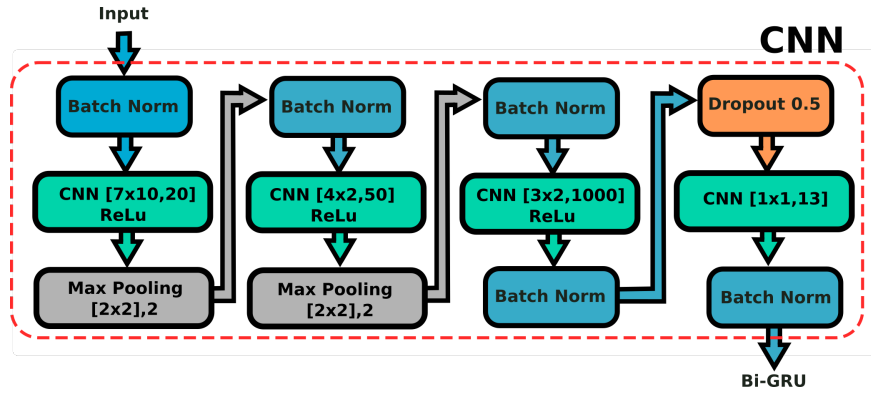 Input
CNN
Batch Norm
CNN [7x10,20]
ReLu
Max Pooling
[2x2],2
Batch Norm
CNN [4x2,50]
ReLu
Max Pooling
[2x2],2
Batch Norm
CNN [3x2,1000]
ReLu
Batch Norm
Dropout 0.5
CNN [1x1,13]
Batch Norm
Bi-GRU